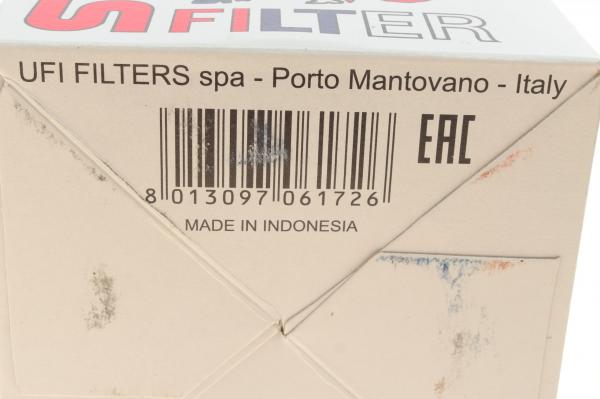 FILTER
UFI FILTERS spa - Porto Mantovano - Italy
EAC
8 013097 061726
MADE IN INDONESIA